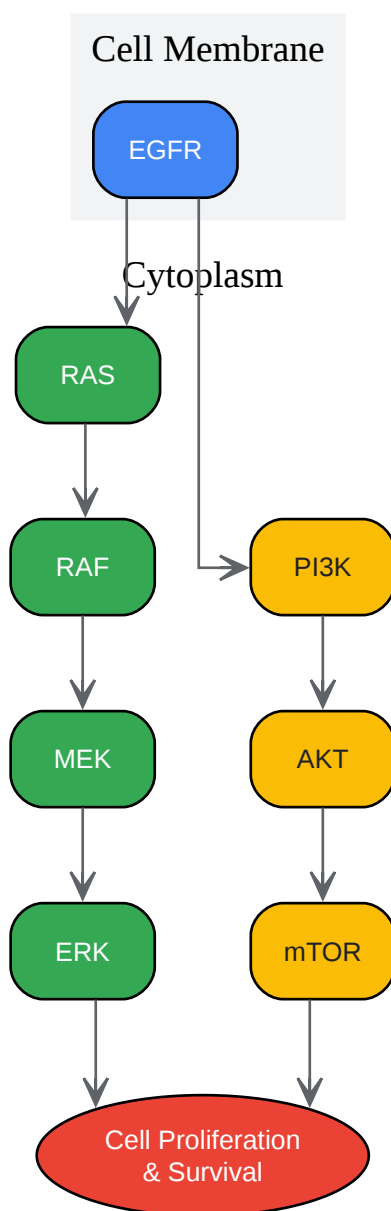 Cell Membrane
EGFR
Cytoplasm
RAS
RAF
PI3K
MEK
AKT
ERK
mTOR
Cell Proliferation
& Survival